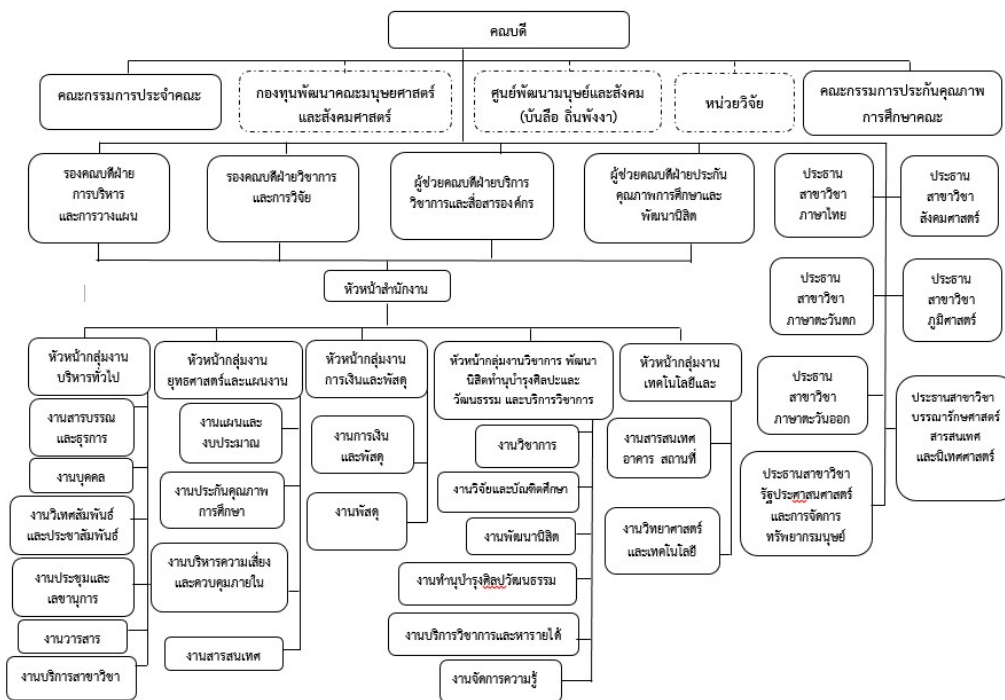 คณบดี
คณะกรรมการประจำคณะ
กองทุนพัฒนาคณะมนุษยศาสตร์
และสังคมศาสตร์
ศูนย์พัฒนามนุษย์และสังคม
(บันลือ ถิ่นพังงา)
หน่วยวิจัย
คณะกรรมการประกันคุณภาพ
การศึกษาคณะ
รองคณบดีฝ่าย
การบริหาร
และการวางแผน
รองคณบดีฝ่ายวิชาการ
และการวิจัย
ผู้ช่วยคณบดีฝ่ายบริการ
วิชาการและสื่อสารองค์กร
ผู้ช่วยคณบดีฝ่ายประกัน
คุณภาพการศึกษาและ
พัฒนานิสิต
ประธาน
สาขาวิชา
ภาษาไทย
ประธาน
สาขาวิชา
สังคมศาสตร์
ประธาน
สาขาวิชา
ภาษาตะวันตก
ประธาน
สาขาวิชา
ภูมิศาสตร์
ประธาน
สาขาวิชา
ภาษาตะวันออก
ประธานสาขาวิชา
บรรณารักษศาสตร์
สารสนเทศ
และนิเทศศาสตร์
ประธานสาขาวิชา
รัฐประศาสนศาสตร์
และการจัดการ
ทรัพยากรมนุษย์
หัวหน้าสำนักงาน
หัวหน้ากลุ่มงาน
บริหารทั่วไป
งานสารบรรณ
และธุรการ
งานบุคคล
งานวิเทศสัมพันธ์
และประชาสัมพันธ์
งานประชุมและ
เลขานุการ
งานวารสาร
งานบริการสาขาวิชา
หัวหน้ากลุ่มงาน
ยุทธศาสตร์และแผนงาน
งานแผนและ
งบประมาณ
งานประกันคุณภาพ
การศึกษา
งานบริหารความเสี่ยง
และควบคุมภายใน
งานสารสนเทศ
หัวหน้ากลุ่มงาน
การเงินและพัสดุ
งานการเงิน
และพัสดุ
งานพัสดุ
หัวหน้ากลุ่มงานวิชาการ พัฒนา
นิสิตทำนุบำรุงศิลปะและ
วัฒนธรรม และบริการวิชาการ
งานวิชาการ
งานวิจัยและบัณฑิตศึกษา
งานพัฒนานิสิต
งานทำนุบำรุงศิลปวัฒนธรรม
งานบริการวิชาการและหารายได้
งานจัดการความรู้
หัวหน้ากลุ่มงาน
เทคโนโลยีและ
งานสารสนเทศ
อาคาร สถานที่
งานวิทยาศาสตร์
และเทคโนโลยี